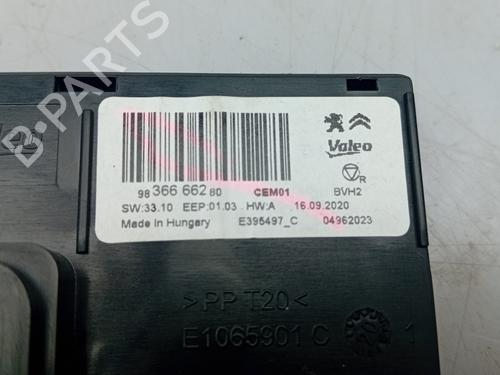 Valeo
98 366 662 80 CEM01
R
BVH2
SW:33.10 EEP:01.03 HW:A 16.09.2020
Made in Hungary E395497_C 04962023
>PP T20<
E1065901 C
1